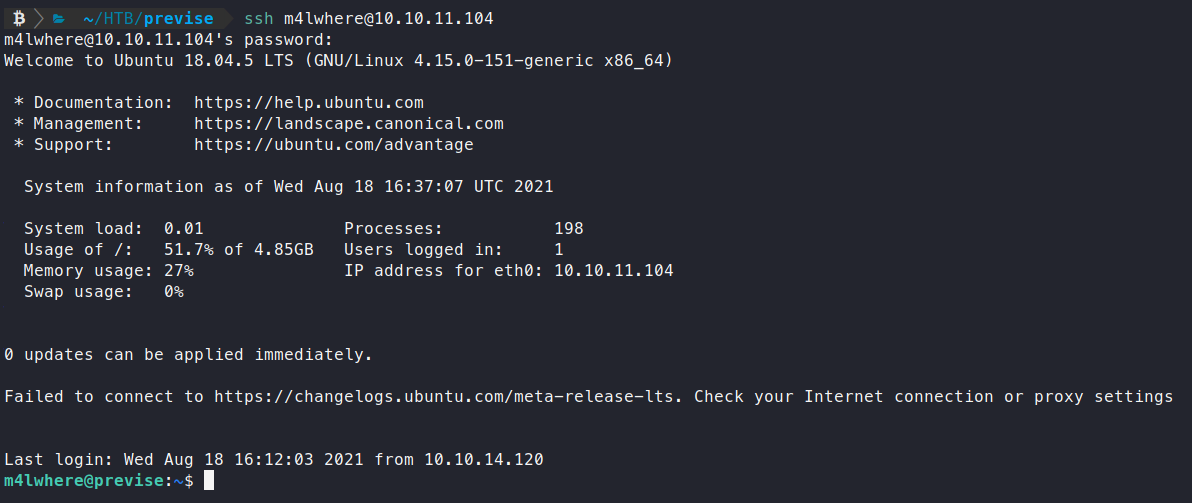 ₿ ~/HTB/previse ssh m4lwhere@10.10.11.104
m4lwhere@10.10.11.104's password:
Welcome to Ubuntu 18.04.5 LTS (GNU/Linux 4.15.0-151-generic x86_64)
* Documentation:  https://help.ubuntu.com
* Management:     https://landscape.canonical.com
* Support:        https://ubuntu.com/advantage
System information as of Wed Aug 18 16:37:07 UTC 2021
System load:  0.01               Processes:             198
Usage of /:   51.7% of 4.85GB   Users logged in:       1
Memory usage: 27%                IP address for eth0: 10.10.11.104
Swap usage:   0%
0 updates can be applied immediately.
Failed to connect to https://changelogs.ubuntu.com/meta-release-lts. Check your Internet connection or proxy settings
Last login: Wed Aug 18 16:12:03 2021 from 10.10.14.120
m4lwhere@previse:~$